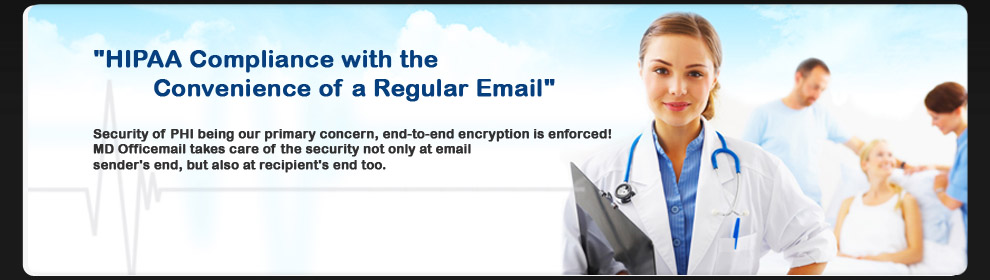 "HIPAA Compliance with the
Convenience of a Regular Email"
Security of PHI being our primary concern, end-to-end encryption is enforced!
MD Officemail takes care of the security not only at email
sender's end, but also at recipient's end too.